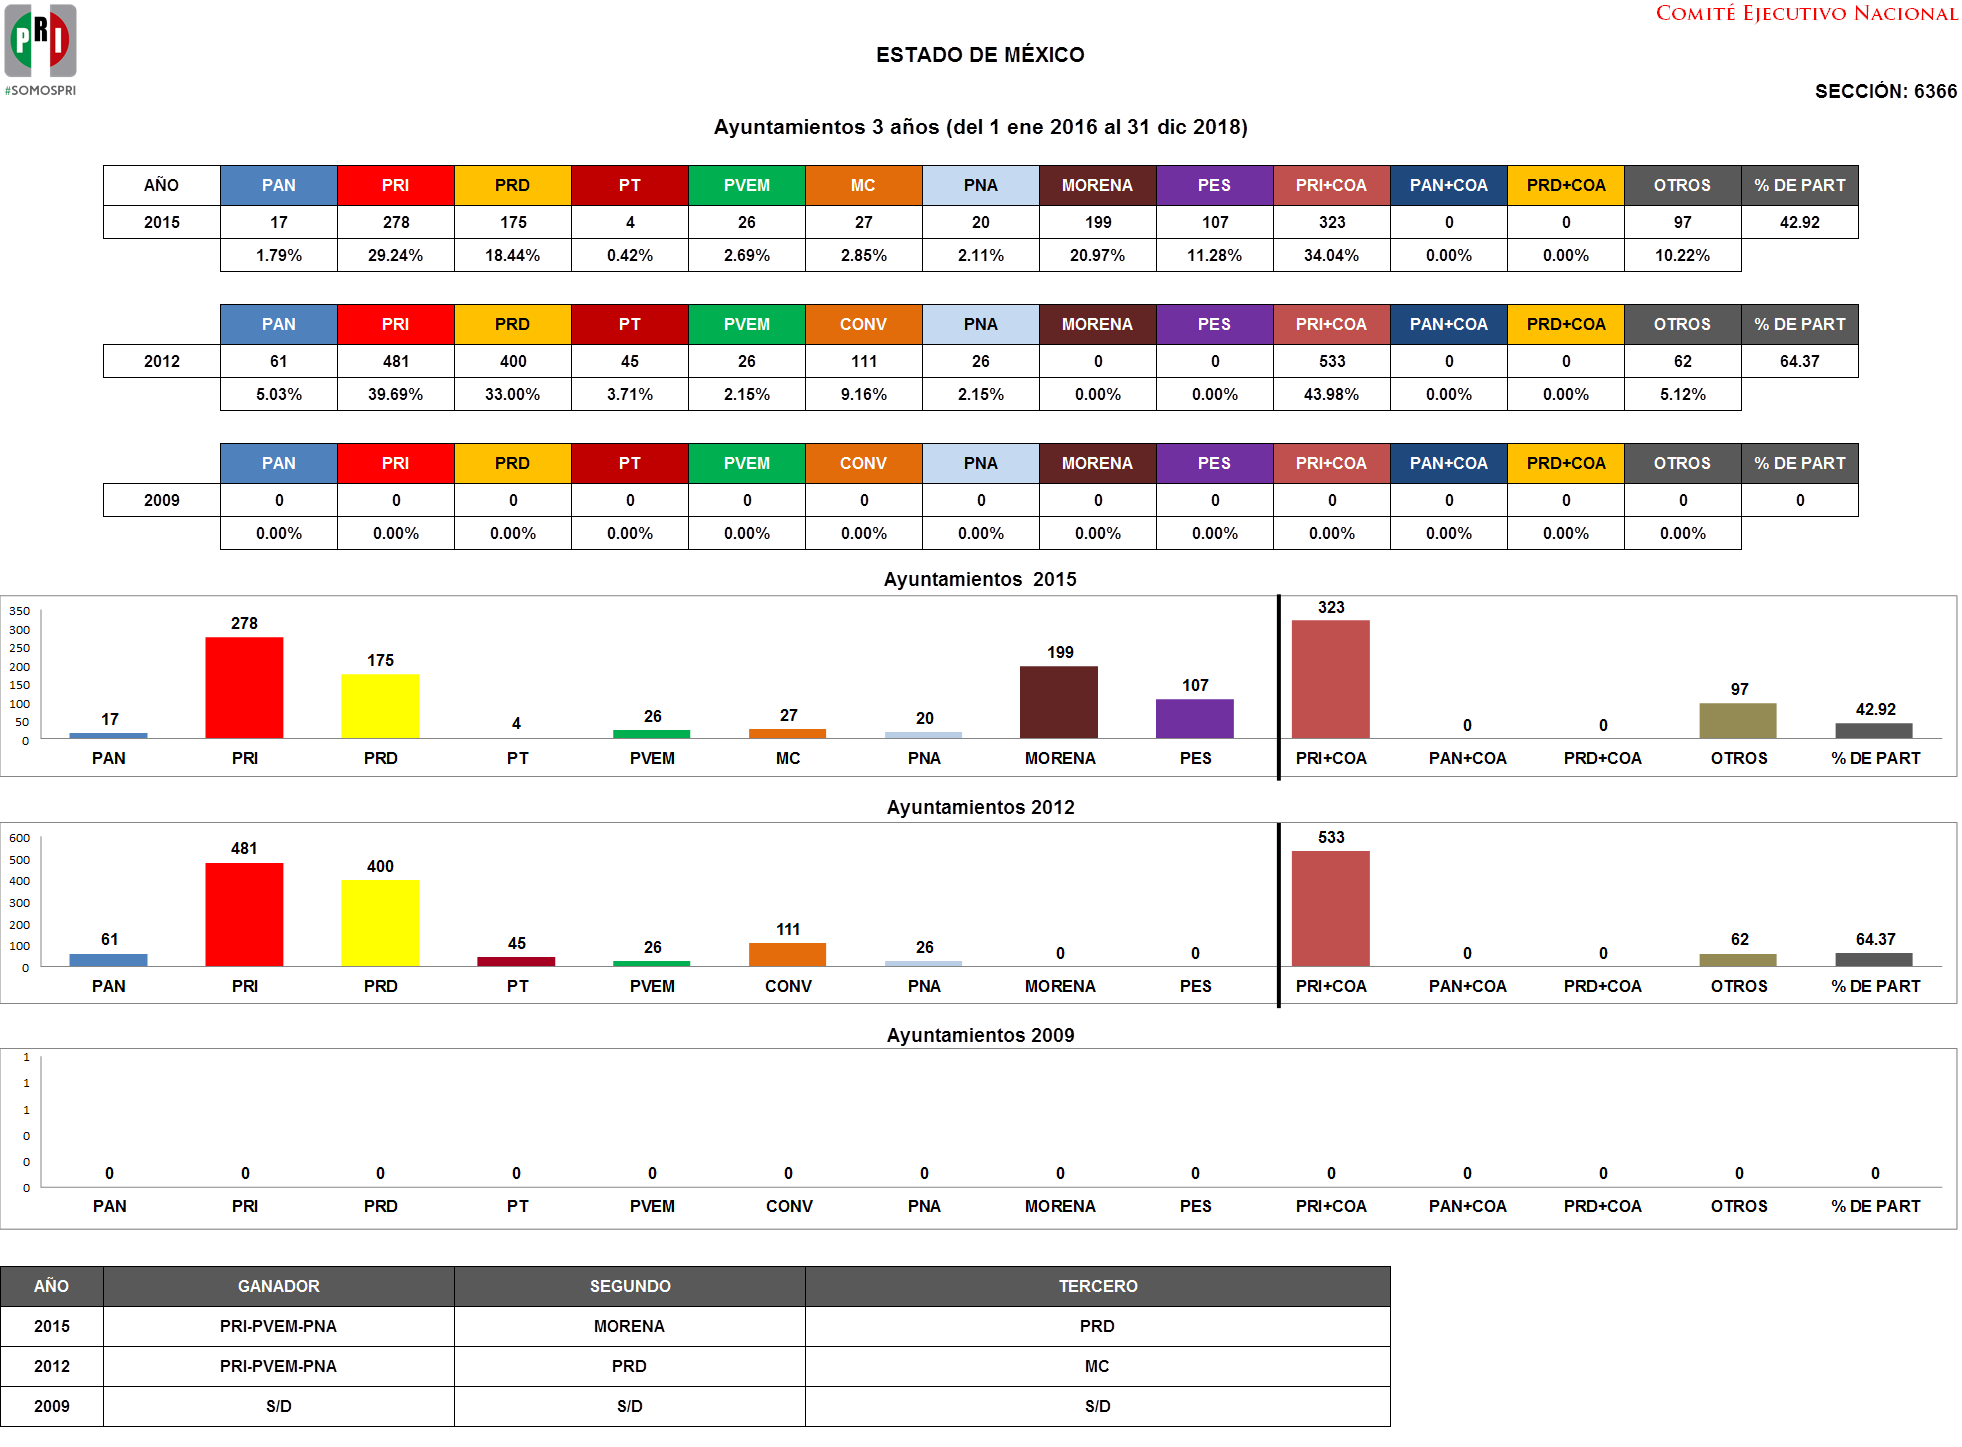 PRI
#SOMOSPRI
COMITÉ EJECUTIVO NACIONAL
ESTADO DE MÉXICO
SECCIÓN: 6366
Ayuntamientos 3 años (del 1 ene 2016 al 31 dic 2018)
AÑO PAN PRI PRD PT PVEM MC PNA MORENA PES PRI+COA PAN+COA PRD+COA OTROS % DE PART
2015 17 278 175 4 26 27 20 199 107 323 0 0 97 42.92
1.79% 29.24% 18.44% 0.42% 2.69% 2.85% 2.11% 20.97% 11.28% 34.04% 0.00% 0.00% 10.22%
PAN PRI PRD PT PVEM CONV PNA MORENA PES PRI+COA PAN+COA PRD+COA OTROS % DE PART
2012 61 481 400 45 26 111 26 0 0 533 0 0 62 64.37
5.03% 39.69% 33.00% 3.71% 2.15% 9.16% 2.15% 0.00% 0.00% 43.98% 0.00% 0.00% 5.12%
PAN PRI PRD PT PVEM CONV PNA MORENA PES PRI+COA PAN+COA PRD+COA OTROS % DE PART
2009 0 0 0 0 0 0 0 0 0 0 0 0 0 0
0.00% 0.00% 0.00% 0.00% 0.00% 0.00% 0.00% 0.00% 0.00% 0.00% 0.00% 0.00% 0.00%
Ayuntamientos 2015
350
300
250
200
150
100
50
0
17 278 175 4 26 27 20 199 107 323 0 0 97 42.92
PAN PRI PRD PT PVEM MC PNA MORENA PES PRI+COA PAN+COA PRD+COA OTROS % DE PART
Ayuntamientos 2012
600
500
400
300
200
100
0
61 481 400 45 26 111 26 0 0 533 0 0 62 64.37
PAN PRI PRD PT PVEM CONV PNA MORENA PES PRI+COA PAN+COA PRD+COA OTROS % DE PART
Ayuntamientos 2009
1
1
1
0
0
0
0 0 0 0 0 0 0 0 0 0 0 0 0 0
PAN PRI PRD PT PVEM CONV PNA MORENA PES PRI+COA PAN+COA PRD+COA OTROS % DE PART
AÑO GANADOR SEGUNDO TERCERO
2015 PRI-PVEM-PNA MORENA PRD
2012 PRI-PVEM-PNA PRD MC
2009 S/D S/D S/D